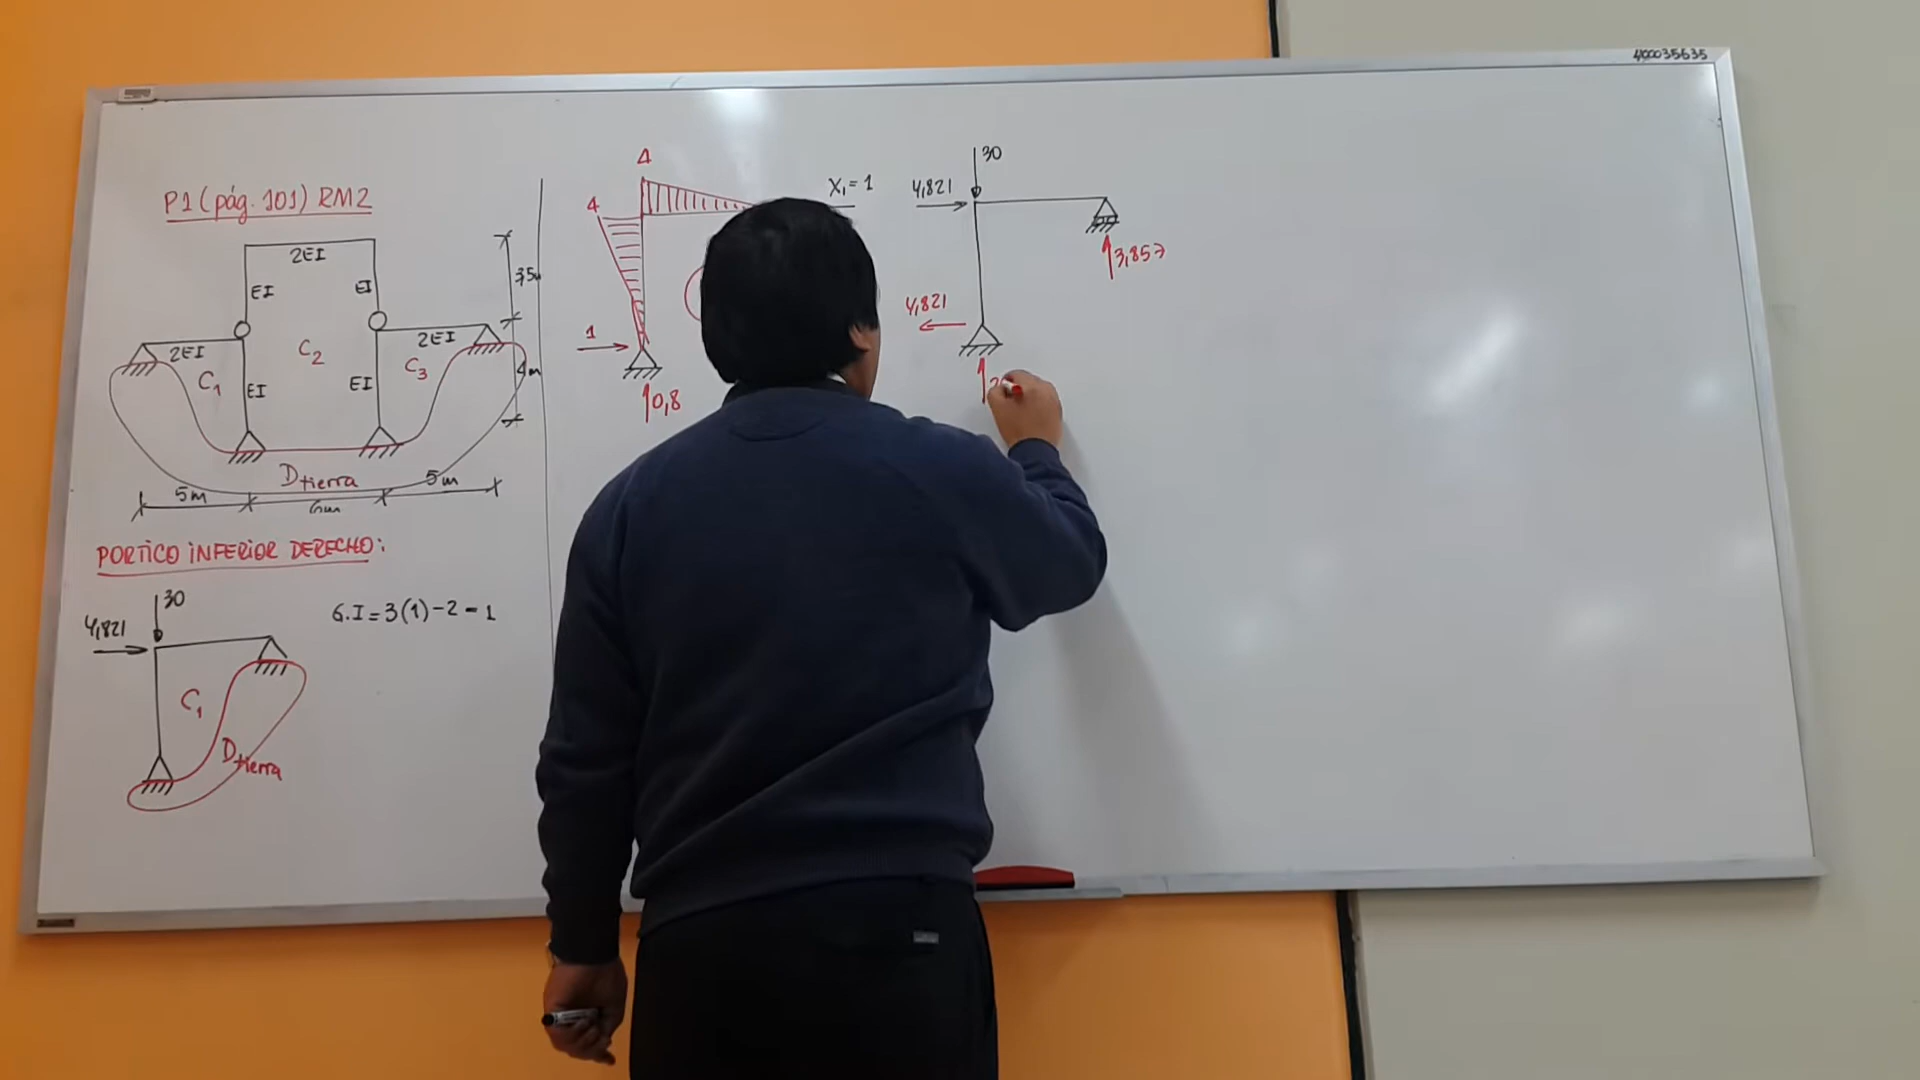 400035635
P1 (pág. 101) RM2
2EI
EI
EI
3,5m
2EI
2EI
C1
C2
C3
EI
EI
4m
Dtierra
5m
6m
5m
PORTICO INFERIOR DERECHO:
30
4,821
G.I = 3(1) - 2 = 1
C1
Dtierra
4
4
X1 = 1
1
0,8
30
4,821
3,857
4,821